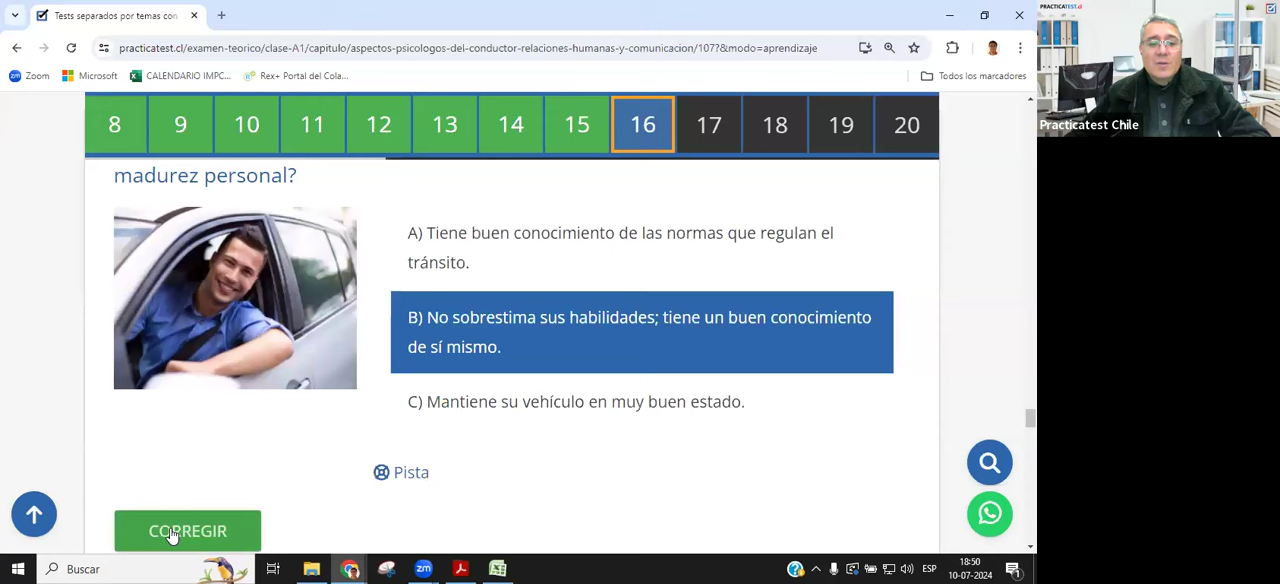 Tests separados por temas con
practicatest.cl/examen-teorico/clase-A1/capitulo/aspectos-psicologos-del-conductor-relaciones-humanas-y-comunicacion/107?&modo=aprendizaje
Zoom
Microsoft
CALENDARIO IMPC...
Rex+ Portal del Cola...
Todos los marcadores
PRACTICATEST.cl
Practicatest Chile
8 9 10 11 12 13 14 15 16 17 18 19 20
madurez personal?
A) Tiene buen conocimiento de las normas que regulan el
tránsito.
B) No sobrestima sus habilidades; tiene un buen conocimiento
de sí mismo.
C) Mantiene su vehículo en muy buen estado.
Pista
CORREGIR
Buscar
zm
ESP
18:50
10-07-2024